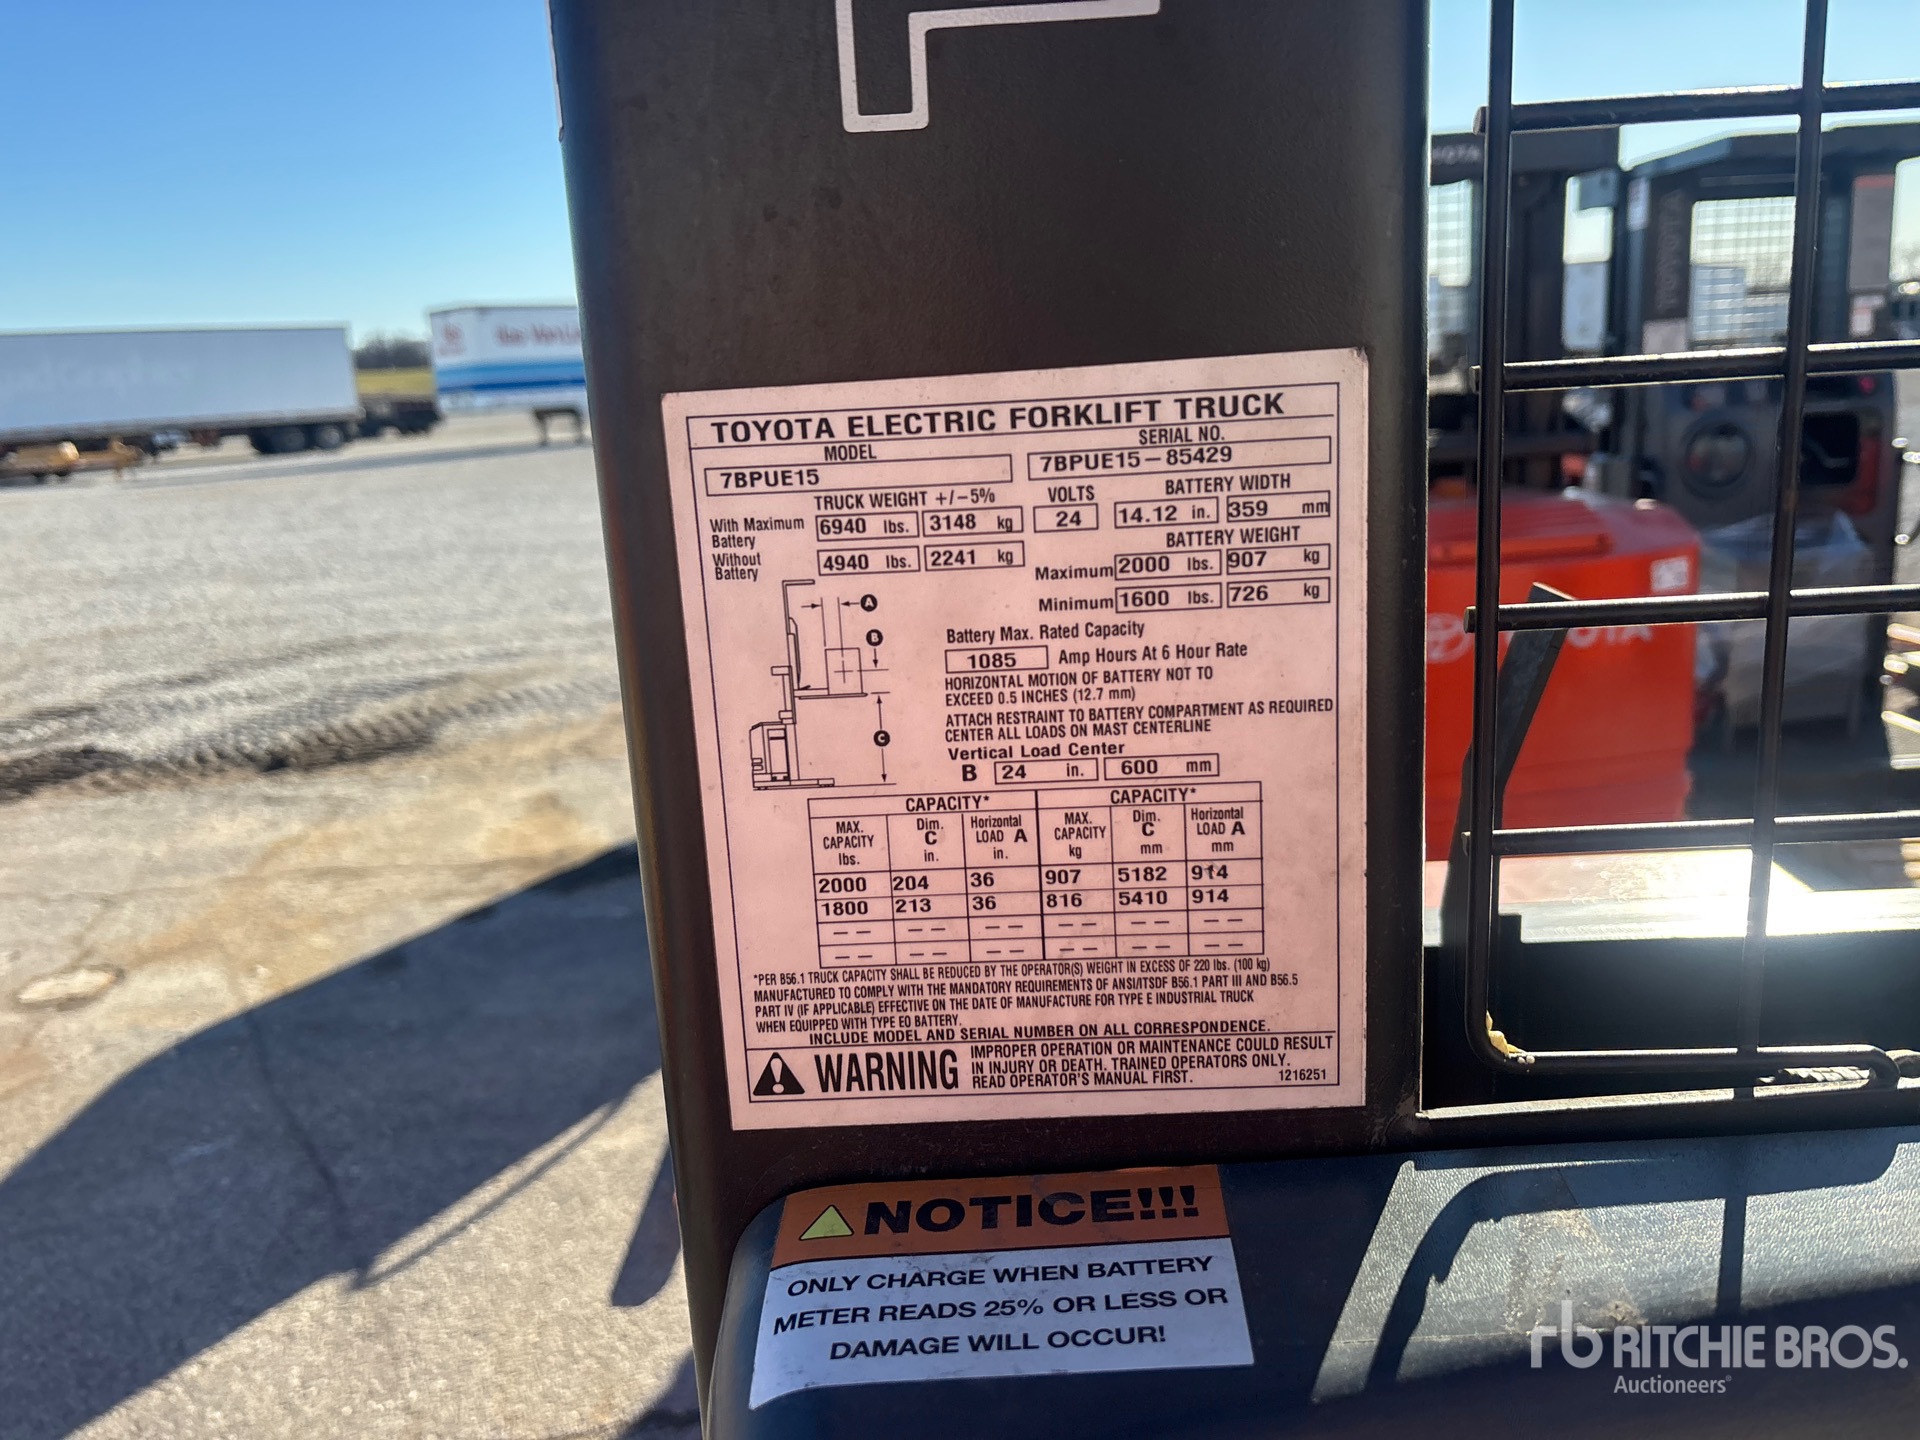 TOYOTA ELECTRIC FORKLIFT TRUCK
MODEL SERIAL NO.
7BPUE15 7BPUE15-85429
TRUCK WEIGHT +/-5% VOLTS BATTERY WIDTH
With Maximum Battery 6940 lbs. 3148 kg 24 14.12 in. 359 mm
BATTERY WEIGHT
Without Battery 4940 lbs. 2241 kg Maximum 2000 lbs. 907 kg
Minimum 1600 lbs. 726 kg
A
B
C
Battery Max. Rated Capacity
1085 Amp Hours At 6 Hour Rate
HORIZONTAL MOTION OF BATTERY NOT TO
EXCEED 0.5 INCHES (12.7 mm)
ATTACH RESTRAINT TO BATTERY COMPARTMENT AS REQUIRED
CENTER ALL LOADS ON MAST CENTERLINE
Vertical Load Center
B 24 in. 600 mm
CAPACITY* CAPACITY*
MAX. CAPACITY lbs. Dim. C in. Horizontal LOAD A in. MAX. CAPACITY kg Dim. C mm Horizontal LOAD A mm
2000 204 36 907 5182 914
1800 213 36 816 5410 914
-- -- -- -- -- --
-- -- -- -- -- --
*PER B56.1 TRUCK CAPACITY SHALL BE REDUCED BY THE OPERATOR(S) WEIGHT IN EXCESS OF 220 lbs. (100 kg)
MANUFACTURED TO COMPLY WITH THE MANDATORY REQUIREMENTS OF ANSI/ITSDF B56.1 PART III AND B56.5
PART IV (IF APPLICABLE) EFFECTIVE ON THE DATE OF MANUFACTURE FOR TYPE E INDUSTRIAL TRUCK
WHEN EQUIPPED WITH TYPE EO BATTERY.
INCLUDE MODEL AND SERIAL NUMBER ON ALL CORRESPONDENCE.
WARNING IMPROPER OPERATION OR MAINTENANCE COULD RESULT
IN INJURY OR DEATH. TRAINED OPERATORS ONLY.
READ OPERATOR'S MANUAL FIRST. 1216251
NOTICE!!!
ONLY CHARGE WHEN BATTERY
METER READS 25% OR LESS OR
DAMAGE WILL OCCUR!
TOYOTA
TOYOTA
TOYOTA
rb RITCHIE BROS.
Auctioneers®